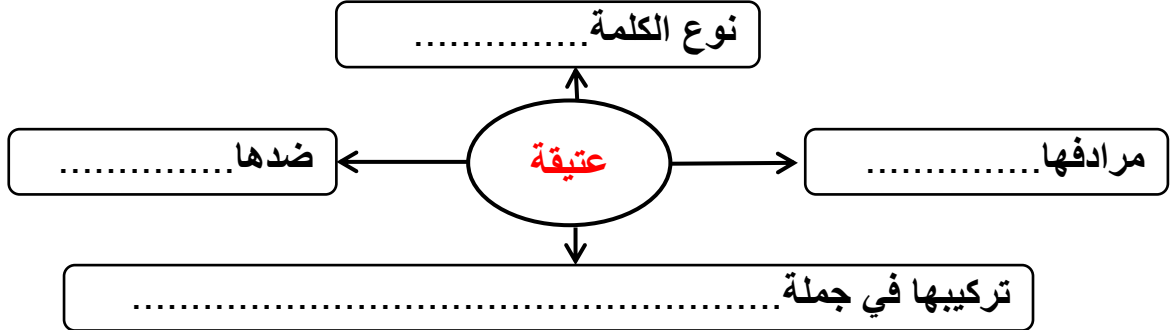 نوع الكلمة...............
مرادفها...............
عتيقة
ضدها...............
تركيبها في جملة.......................................................